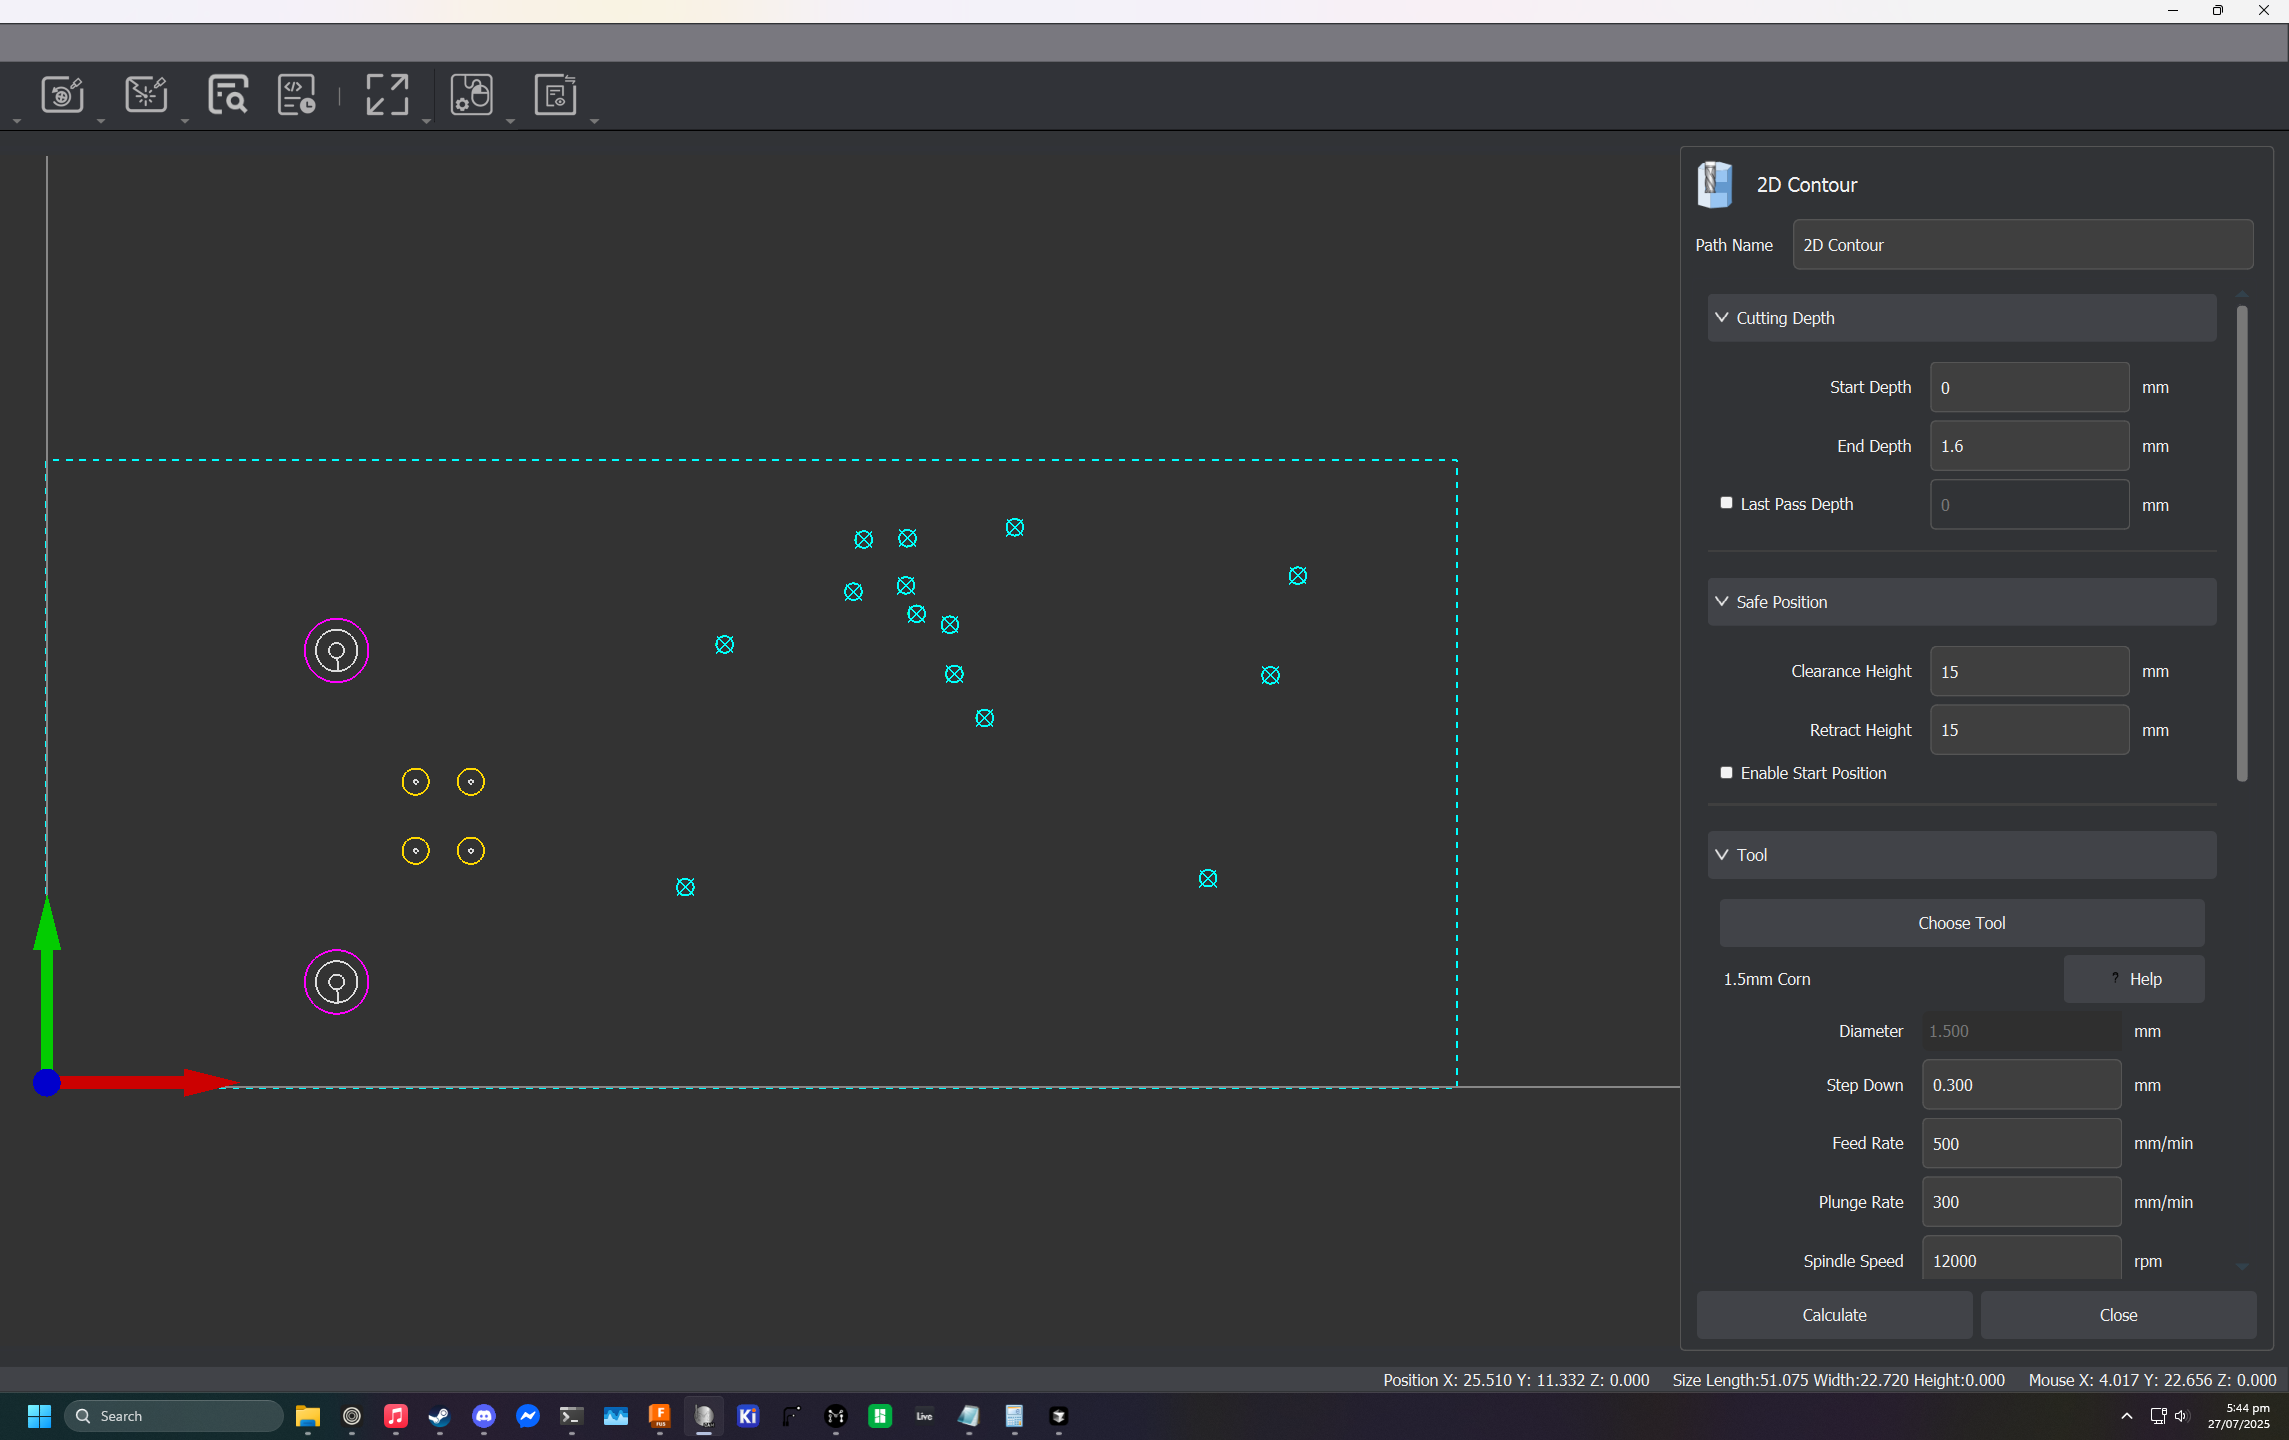 2D Contour
Path Name 2D Contour
Cutting Depth
Start Depth 0 mm
End Depth 1.6 mm
Last Pass Depth 0 mm
Safe Position
Clearance Height 15 mm
Retract Height 15 mm
Enable Start Position
Tool
Choose Tool
1.5mm Corn ? Help
Diameter 1.500 mm
Step Down 0.300 mm
Feed Rate 500 mm/min
Plunge Rate 300 mm/min
Spindle Speed 12000 rpm
Calculate Close
Position X: 25.510 Y: 11.332 Z: 0.000 Size Length:51.075 Width:22.720 Height:0.000 Mouse X: 4.017 Y: 22.656 Z: 0.000
Search F Ki Live 5:44 pm
27/07/2025